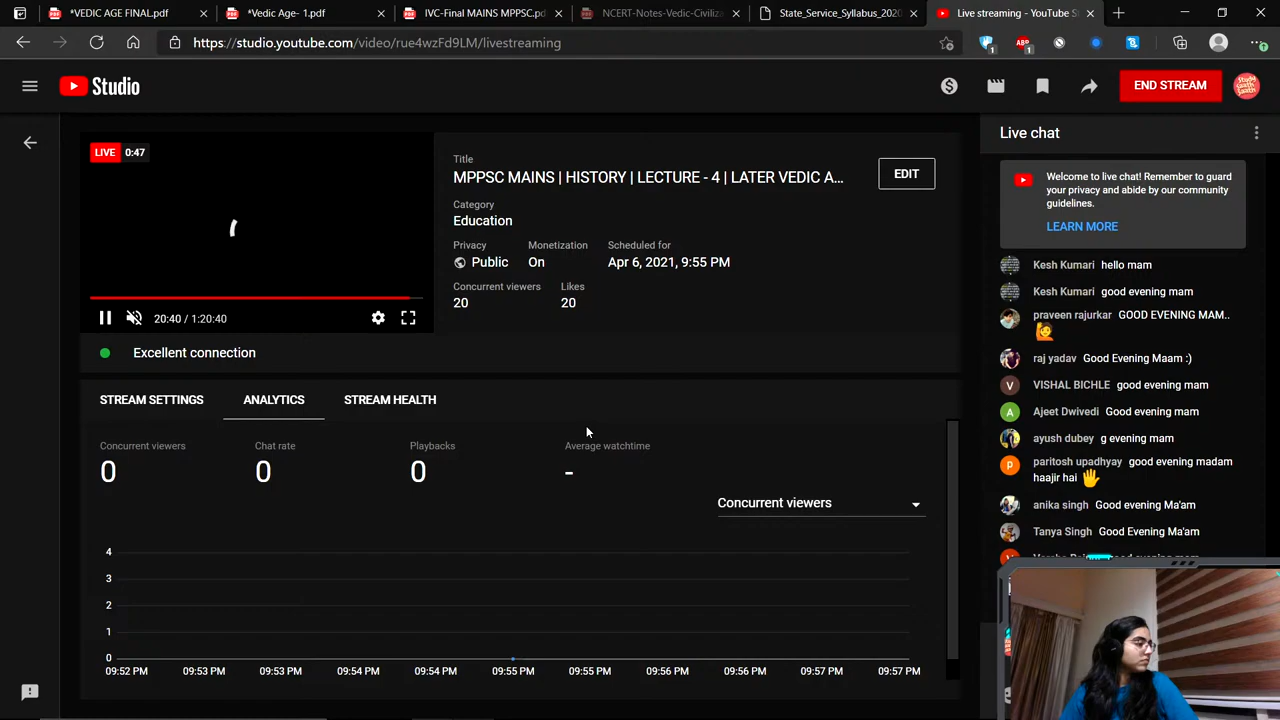 *VEDIC AGE FINAL.pdf
*Vedic Age- 1.pdf
IVC-Final MAINS MPPSC.pd
NCERT-Notes-Vedic-Civiliza
State_Service_Syllabus_2020
Live streaming - YouTube S
https://studio.youtube.com/video/rue4wzFd9LM/livestreaming
1
1
Studio
END STREAM
LIVE 0:47
20:40 / 1:20:40
Title
MPPSC MAINS | HISTORY | LECTURE - 4 | LATER VEDIC A...
EDIT
Category
Education
Privacy Monetization Scheduled for
Public On Apr 6, 2021, 9:55 PM
Concurrent viewers Likes
20 20
Excellent connection
STREAM SETTINGS ANALYTICS STREAM HEALTH
Concurrent viewers Chat rate Playbacks Average watchtime
0 0 0 -
Concurrent viewers
4
3
2
1
0
09:52 PM 09:53 PM 09:53 PM 09:54 PM 09:54 PM 09:55 PM 09:55 PM 09:56 PM 09:56 PM 09:57 PM 09:57 PM
Live chat
Welcome to live chat! Remember to guard
your privacy and abide by our community
guidelines.
LEARN MORE
Kesh Kumari hello mam
Kesh Kumari good evening mam
praveen rajurkar GOOD EVENING MAM..
raj yadav Good Evening Maam :)
VISHAL BICHLE good evening mam
Ajeet Dwivedi Good evening mam
ayush dubey g evening mam
paritosh upadhyay good evening madam
haajir hai
anika singh Good evening Ma'am
Tanya Singh Good Evening Ma'am